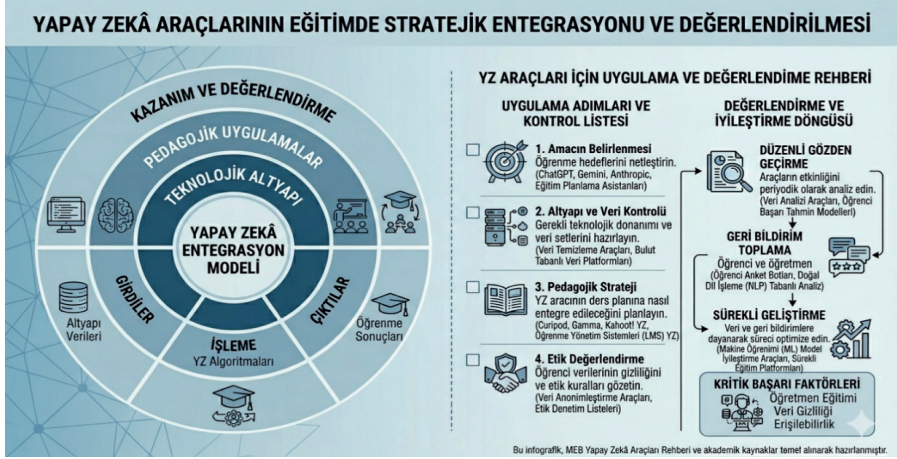 YAPAY ZEKÂ ARAÇLARININ EĞİTİMDE STRATEJİK ENTEGRASYONU VE DEĞERLENDİRİLMESİ
KAZANIM VE DEĞERLENDİRME
PEDAGOJİK UYGULAMALAR
TEKNOLOJİK ALTYAPI
YAPAY ZEKÂ
ENTEGRASYON
MODELİ
GİRDİLER
Altyapı
Verileri
İŞLEME
YZ Algoritmaları
ÇIKTILAR
Öğrenme
Sonuçları
YZ ARAÇLARI İÇİN UYGULAMA VE DEĞERLENDİME REHBERİ
UYGULAMA ADIMLARI VE
KONTROL LİSTESİ
1. Amacın Belirlenmesi
Öğrenme hedeflerini netleştirin.
(ChatGPT, Gemini, Anthropic,
Eğitim Planlama Asistanları)
2. Altyapı ve Veri Kontrolü
Gerekli teknolojik donanımı ve
veri setlerini hazırlayın.
(Veri Temizleme Araçları, Bulut
Tabanlı Veri Platformları)
3. Pedagojik Strateji
YZ aracının ders planına nasıl
entegre edileceğini planlayın.
(Curipod, Gamma, Kahoot! YZ,
Öğrenme Yönetim Sistemleri (LMS) YZ)
4. Etik Değerlendirme
Öğrenci verilerinin gizliliğini
ve etik kuralları gözetin.
(Veri Anonimleştirme Araçları,
Etik Denetim Listeleri)
DEĞERLENDİRME VE
İYİLEŞTİRME DÖNGÜSÜ
DÜZENLİ GÖZDEN
GEÇİRME
Araçların etkinliğini
periyodik olarak analiz edin.
(Veri Analizi Araçları, Öğrenci
Başarı Tahmin Modelleri)
GERİ BİLDİRİM
TOPLAMA
Öğrenci ve öğretmen
(Öğrenci Anket Botları, Doğal
Dil İşleme (NLP) Tabanlı Analiz)
SÜREKLİ GELİŞTİRME
Veri ve geri bildirimlere
dayanarak süreci optimize edin.
(Makine Öğrenimi (ML) Model
İyileştirme Araçları, Sürekli
Eğitim Platformları)
KRİTİK BAŞARI FAKTÖRLERİ
Öğretmen Eğitimi
Veri Gizliliği
Erişilebilirlik
Bu infografik, MEB Yapay Zekâ Araçları Rehberi ve akademik kaynaklar temel alınarak hazırlanmıştır.